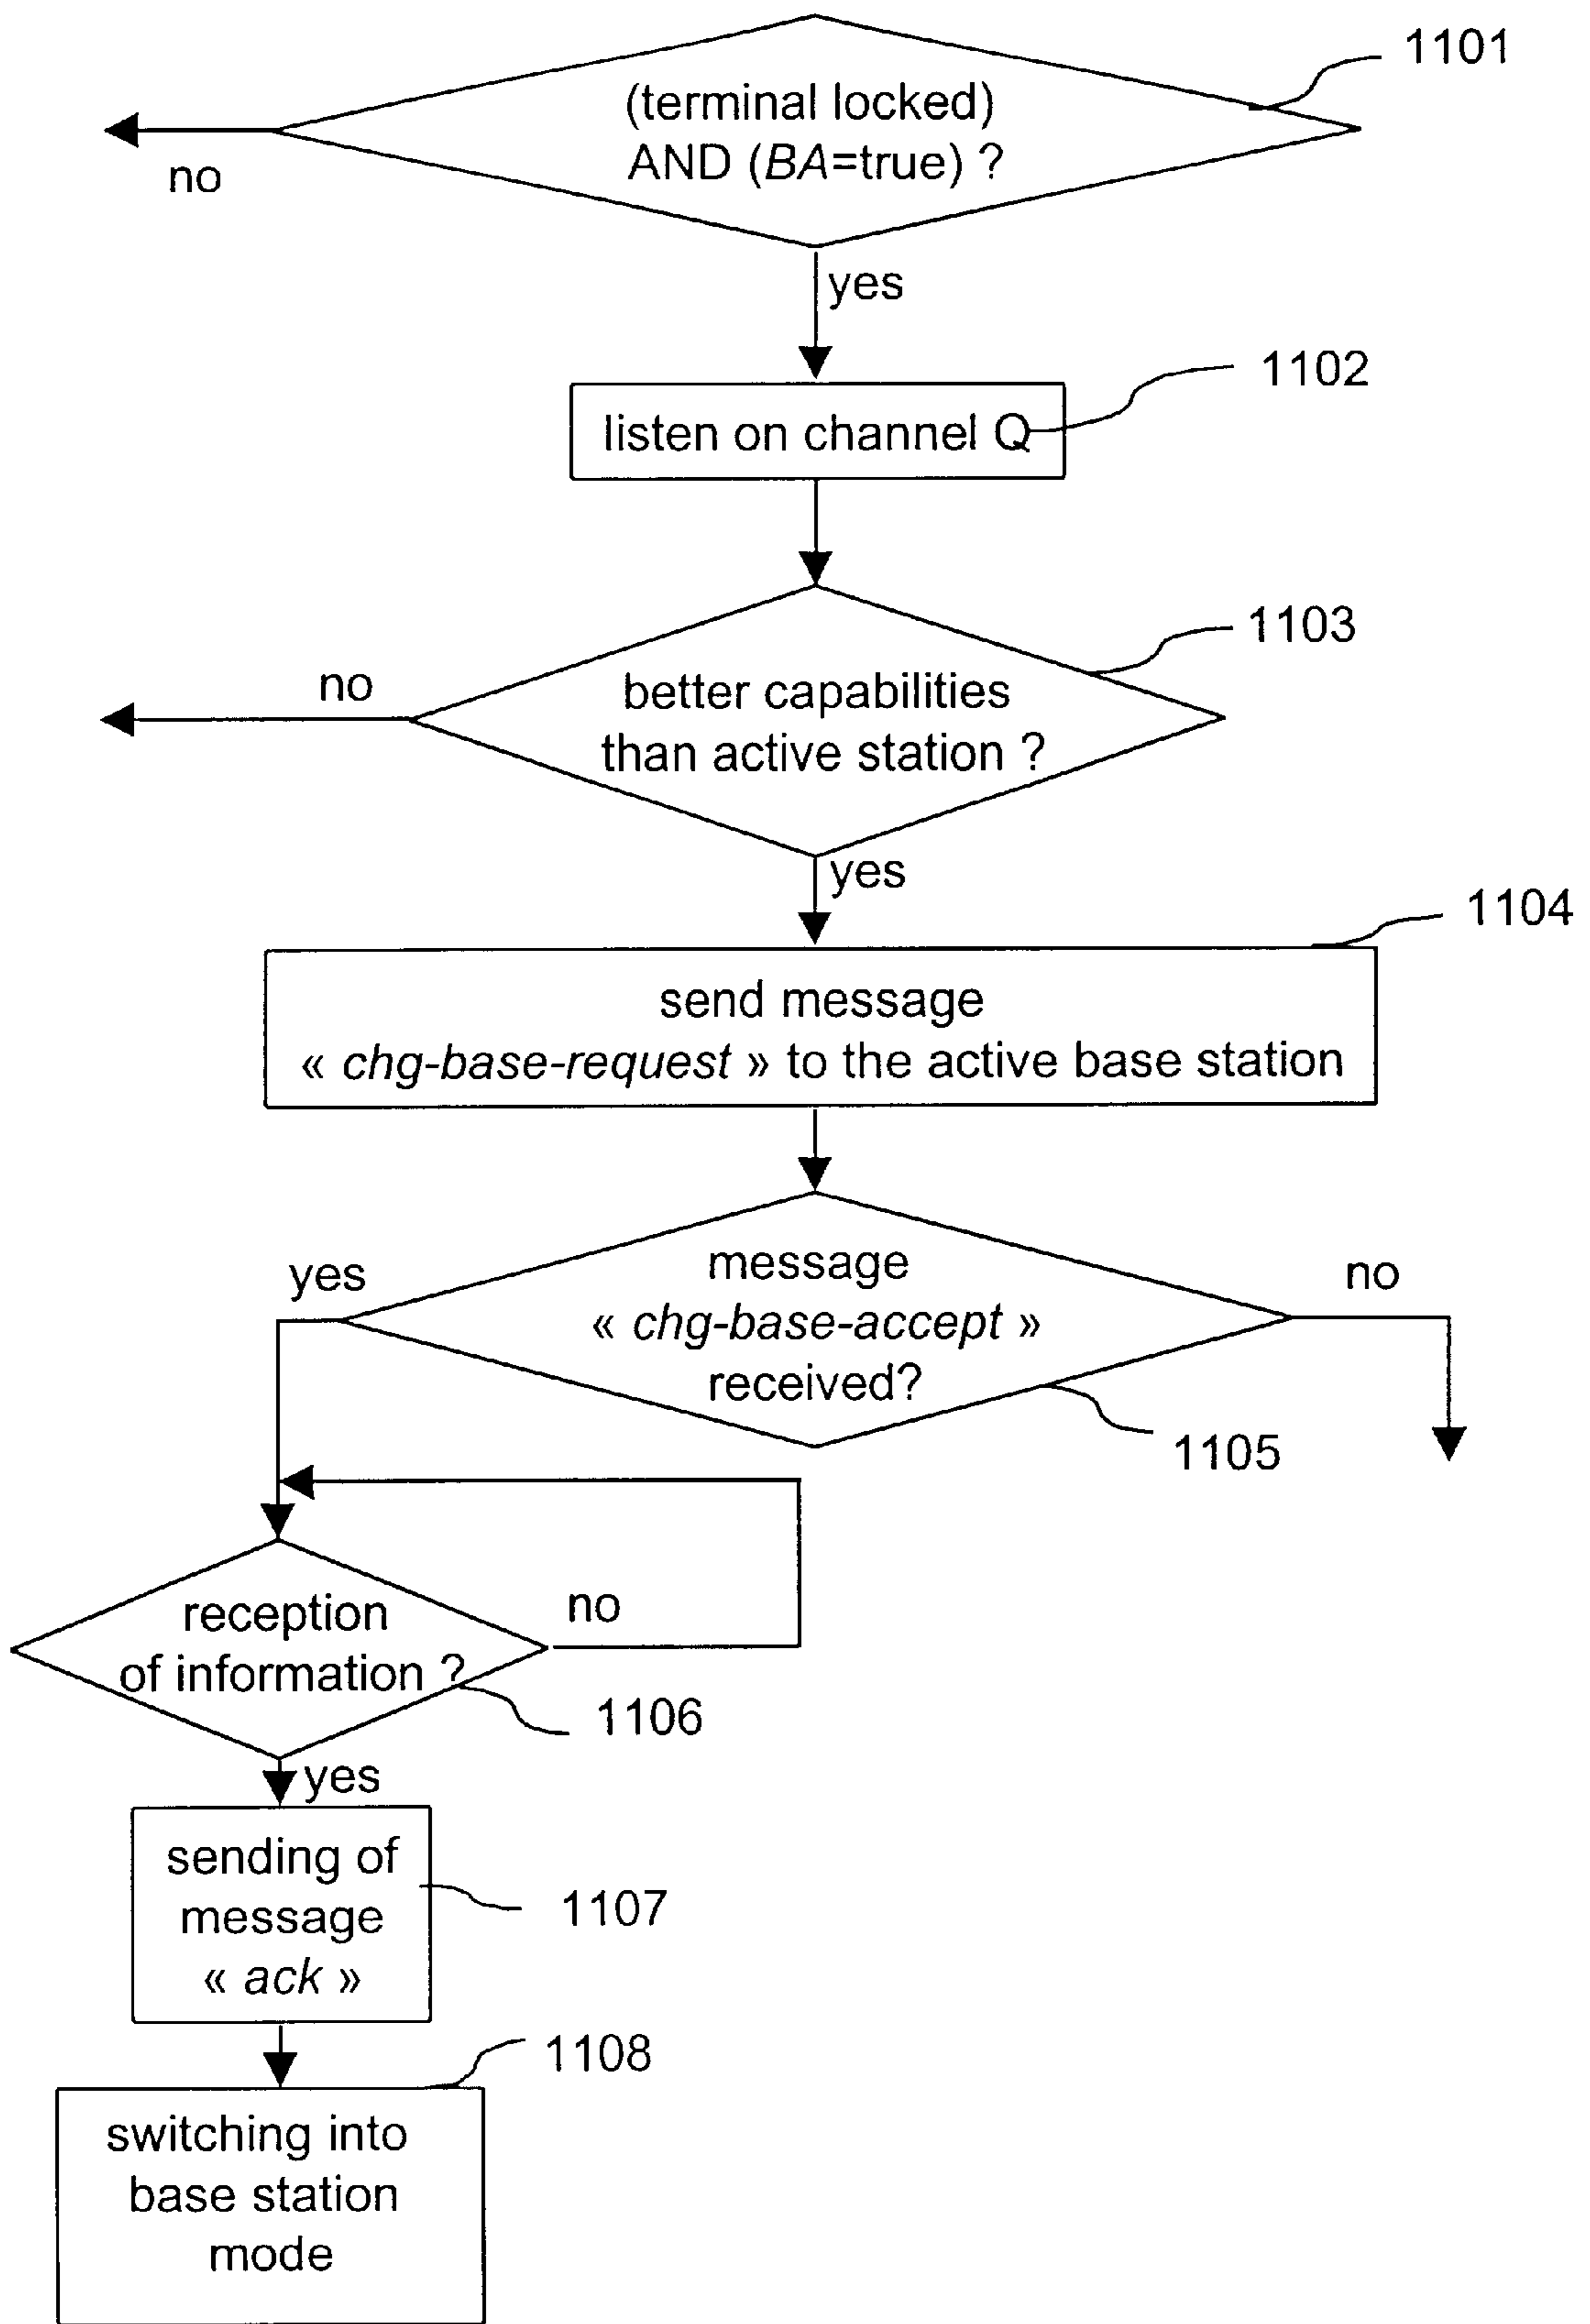 1101
(terminal locked)
AND (BA=true) ?
no
yes
1102
listen on channel Q
1103
no
better capabilities
than active station ?
yes
1104
send message
« chg-base-request » to the active base station
yes
message
no
« chg-base-accept »
received?
1105
reception
no
of information ?
1106
yes
sending of
message
1107
« ack »
1108
switching into
base station
mode